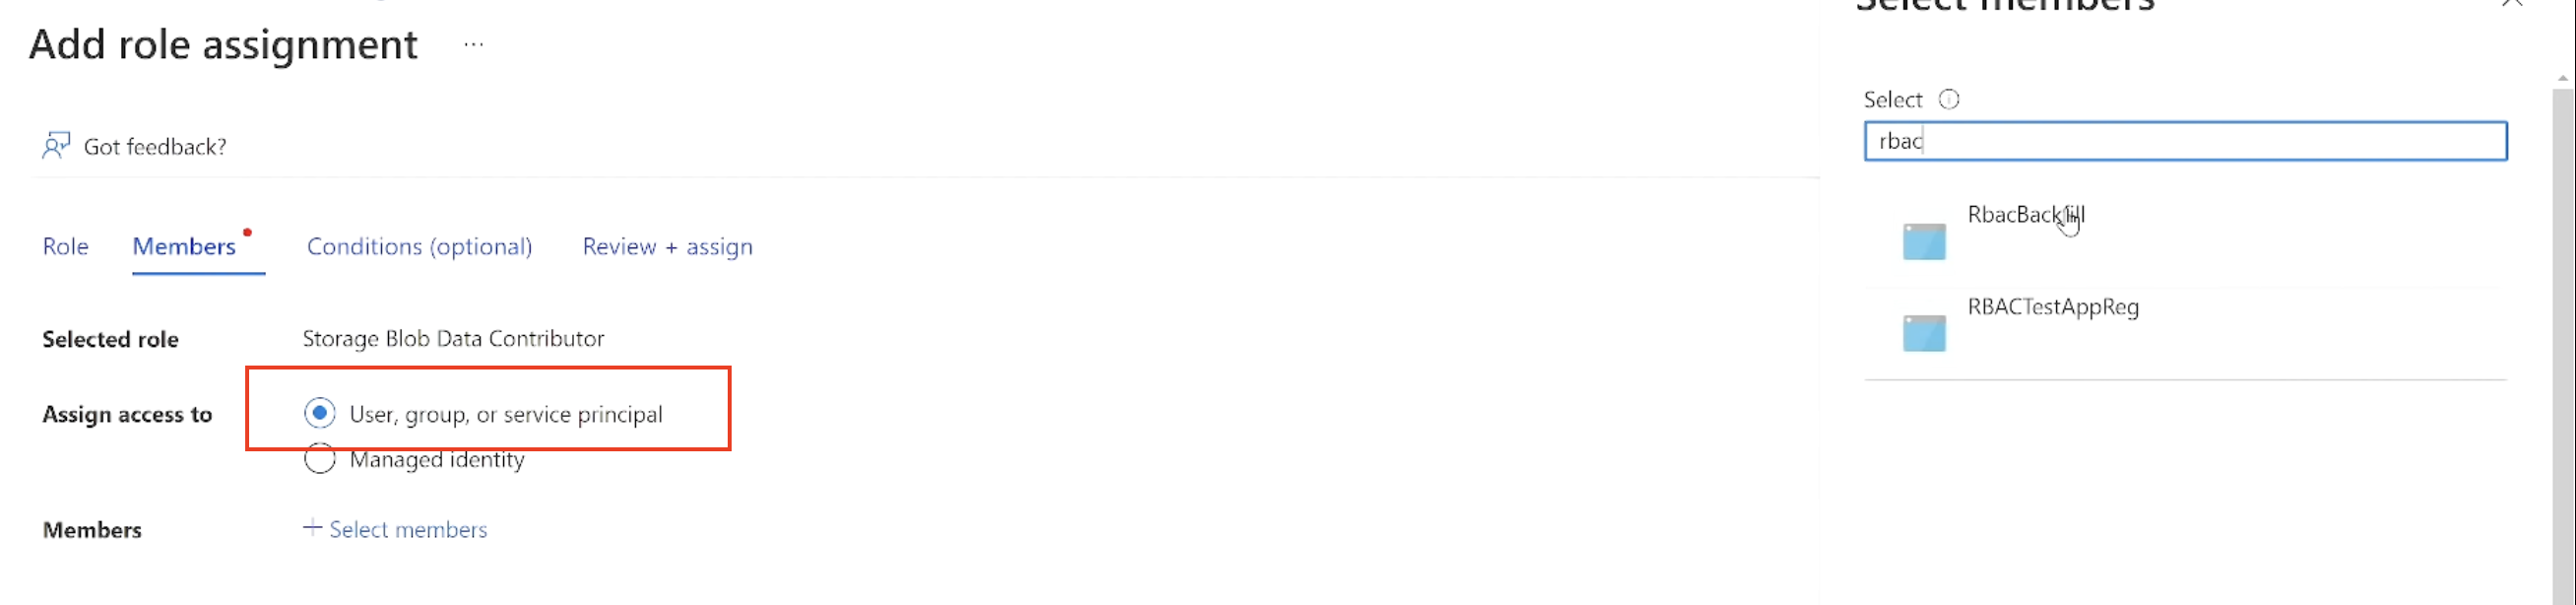 Add role assignment
Got feedback?
Role Members Conditions (optional) Review + assign
Selected role Storage Blob Data Contributor
Assign access to User, group, or service principal
Managed identity
Members + Select members
Select members
Select
rbac
RbacBackfill
RBACTestAppReg